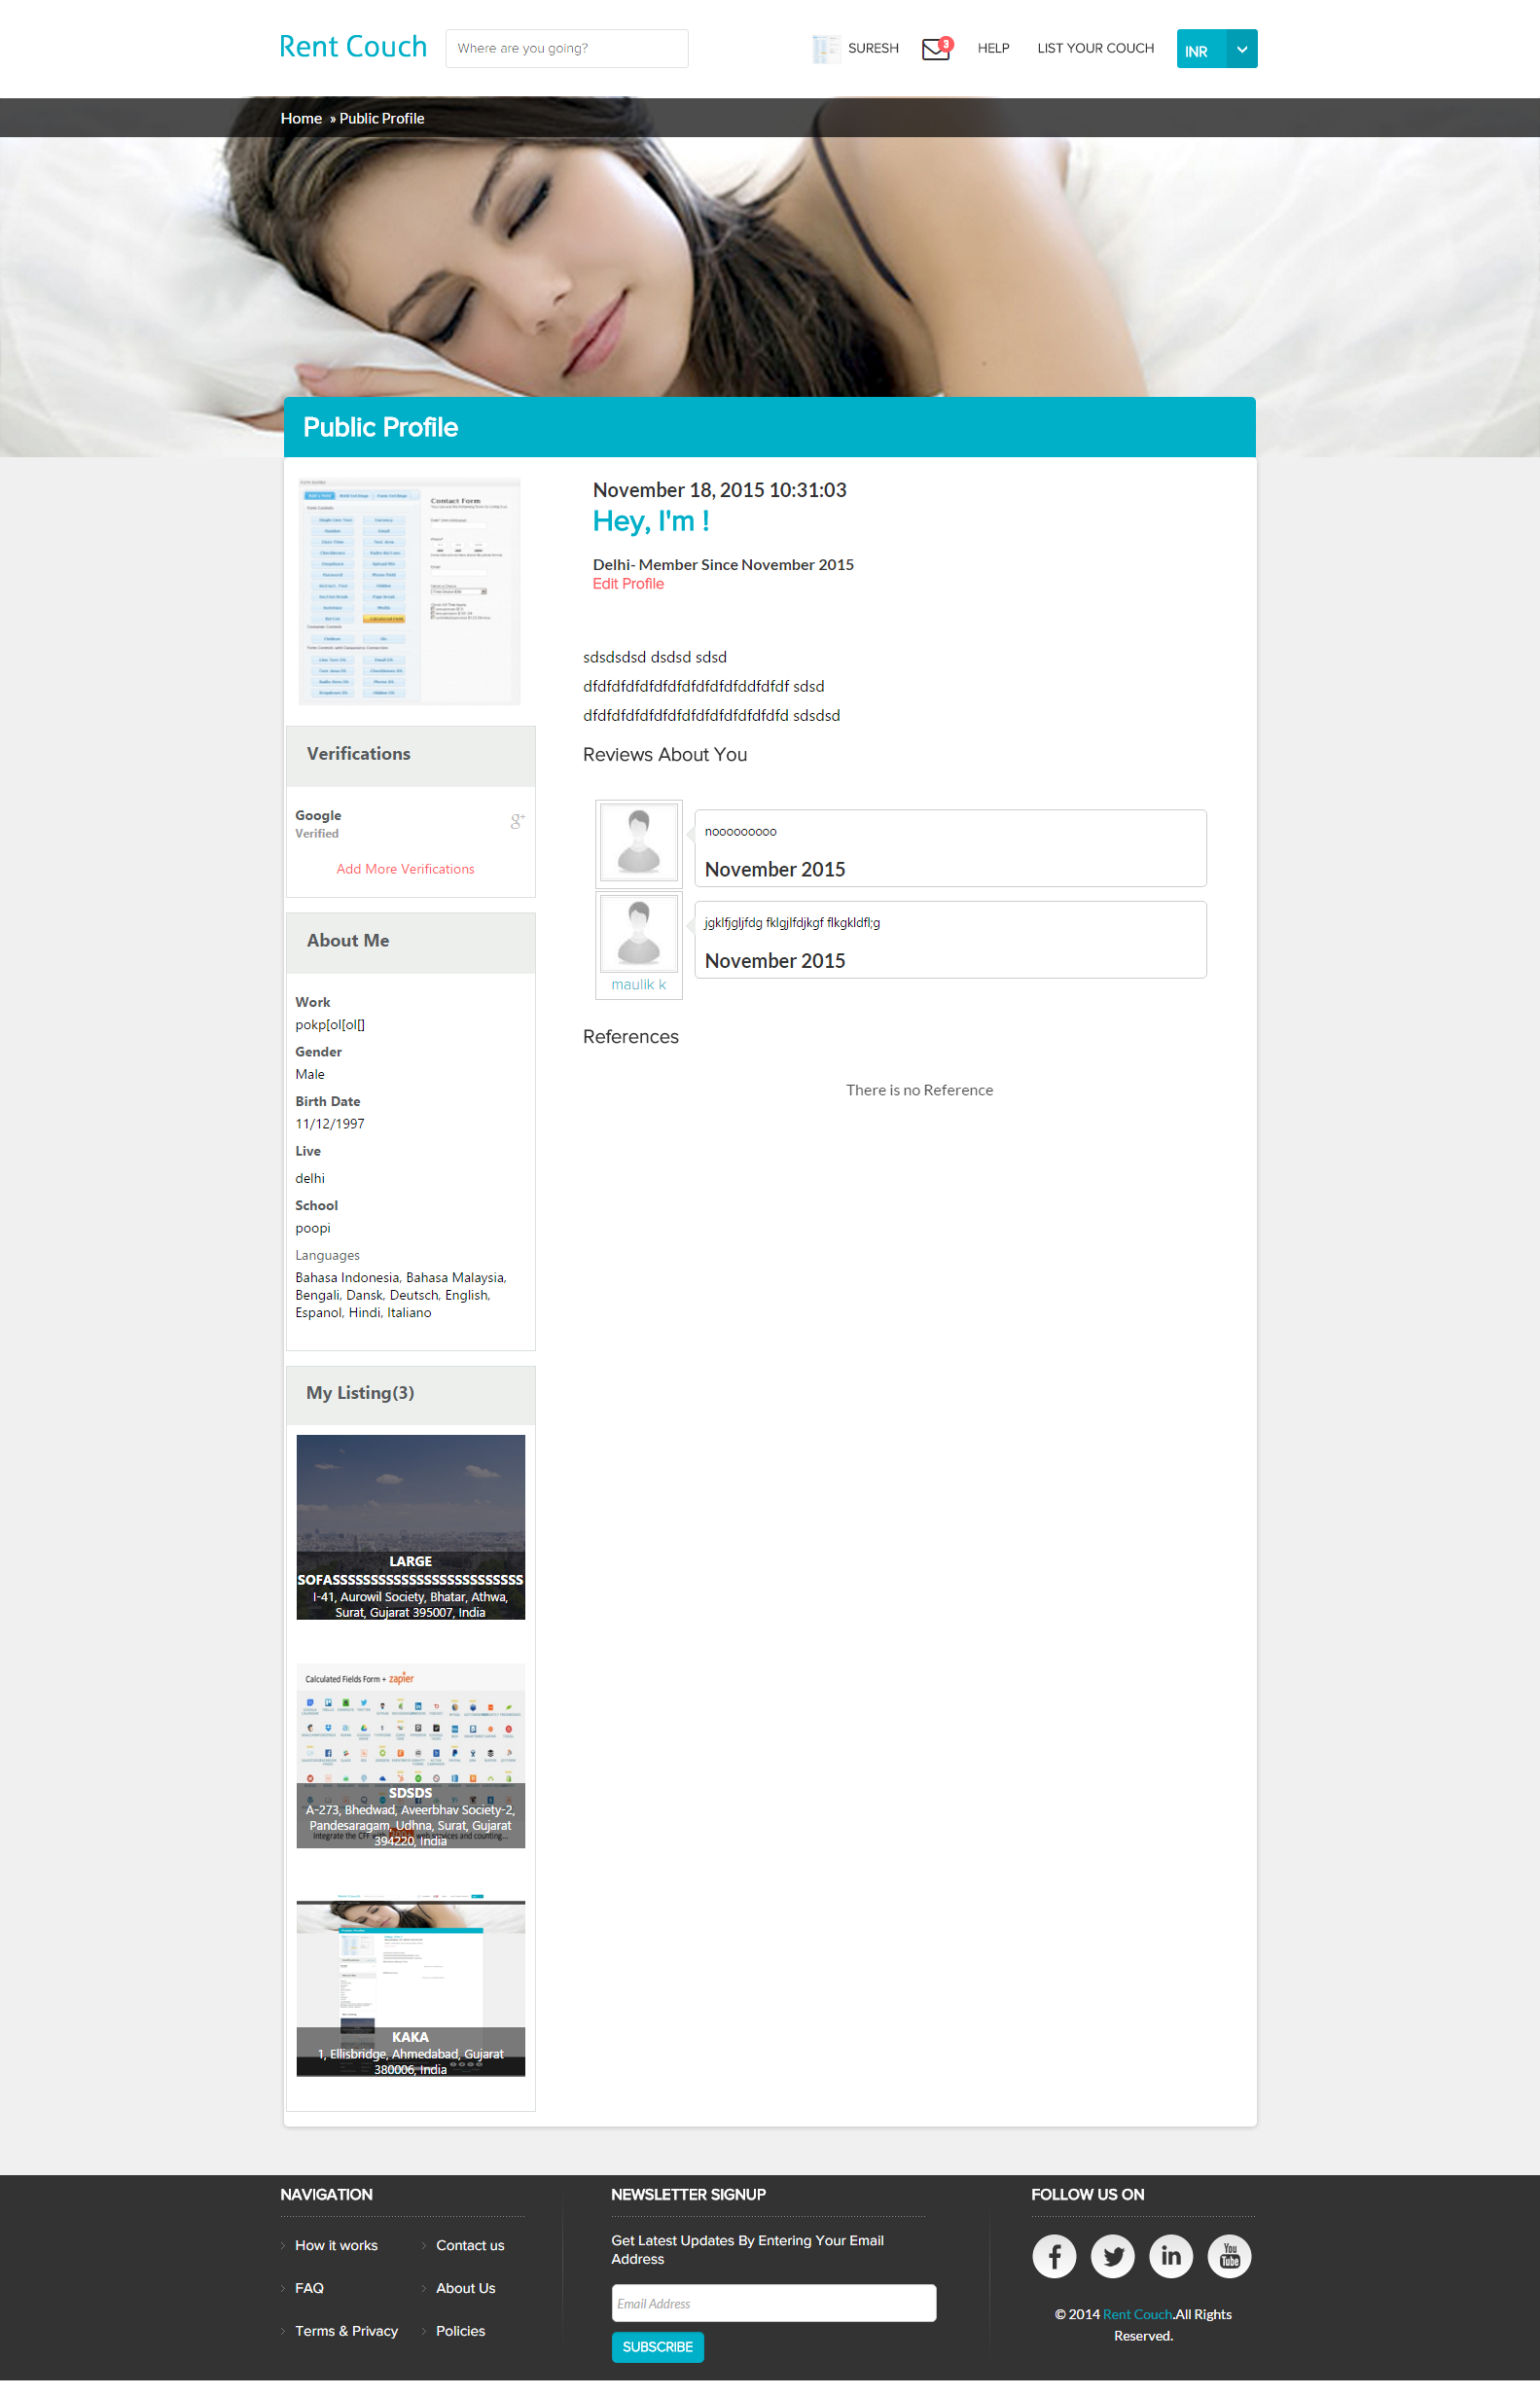 Rent Couch
Where are you going?
SURESH
3
HELP
LIST YOUR COUCH
INR
Home » Public Profile
Public Profile
Contact Form
November 18, 2015 10:31:03
Hey, I'm !
Delhi- Member Since November 2015
Edit Profile
sdsdsdsd dsdsd sdsd
dfdfdfdfdfdfdfdfdfdfdfddfdfdf sdsd
dfdfdfdfdfdfdfdfdfdfdfdfdfdfd sdsdsd
Verifications
Google
Verified
Add More Verifications
Reviews About You
nooooooooo
November 2015
jgklfjgljfdg fklgjlfdjkgf flkgkldfl;g
November 2015
maulik k
References
There is no Reference
About Me
Work
pokp[ol[ol[]
Gender
Male
Birth Date
11/12/1997
Live
delhi
School
poopi
Languages
Bahasa Indonesia, Bahasa Malaysia,
Bengali, Dansk, Deutsch, English,
Espanol, Hindi, Italiano
My Listing(3)
LARGE
SOFASSSSSSSSSSSSSSSSSSSSSSSSSS
I-41, Aurowil Society, Bhatar, Athwa,
Surat, Gujarat 395007, India
Calculated Fields Form + zapier
SDSDS
A-273, Bhedwad, Aveerbhav Society-2,
Pandesaragam, Udhna, Surat, Gujarat
394220, India
Rent Couch
KAKA
1, Ellisbridge, Ahmedabad, Gujarat
380006, India
NAVIGATION
How it works
Contact us
FAQ
About Us
Terms & Privacy
Policies
NEWSLETTER SIGNUP
Get Latest Updates By Entering Your Email
Address
Email Address
SUBSCRIBE
FOLLOW US ON
You
Tube
© 2014 Rent Couch.All Rights
Reserved.